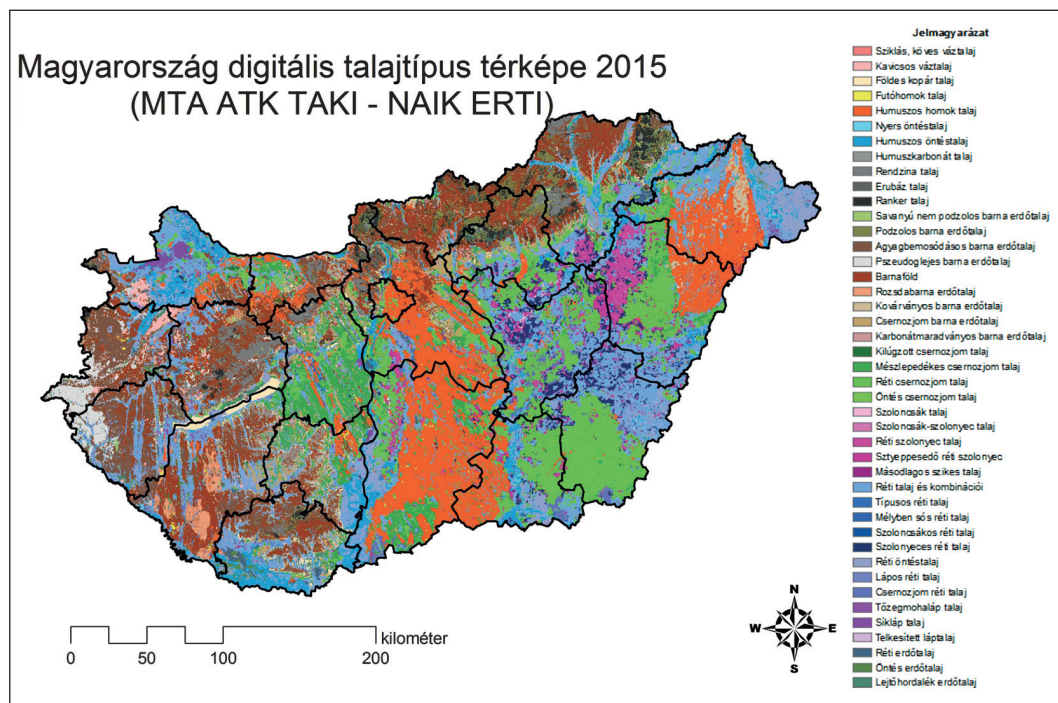 Magyarország digitális talajtípus térképe 2015
(MTA ATK TAKI - NAIK ERTI)
Jelmagyarázat
Sziklás, köves váztalaj
Kavicsos váztalaj
Földes kopár talaj
Futóhomok talaj
Humuszos homok talaj
Nyers öntéstalaj
Humuszos öntéstalaj
Humuszkarbonát talaj
Rendzina talaj
Erubáz talaj
Ranker talaj
Savanyú nem podzolos barna erdőtalaj
Podzolos barna erdőtalaj
Agyagbemosódásos barna erdőtalaj
Pszeudoglejes barna erdőtalaj
Barnaföld
Rozsdabarna erdőtalaj
Kovárványos barna erdőtalaj
Csernozjom barna erdőtalaj
Karbonátmaradványos barna erdőtalaj
Kilúgzott csernozjom talaj
Mészlepedékes csernozjom talaj
Réti csernozjom talaj
Öntés csernozjom talaj
Szoloncsák talaj
Szoloncsák-szolonyec talaj
Réti szolonyec talaj
Sztyeppesedő réti szolonyec
Másodlagos szikes talaj
Réti talaj és kombinációi
Típusos réti talaj
Mélyben sós réti talaj
Szoloncsákos réti talaj
Szolonyeces réti talaj
Réti öntéstalaj
Lápos réti talaj
Csernozjom réti talaj
Tőzegmohaláp talaj
Síkláp talaj
Telkesített láptalaj
Réti erdőtalaj
Öntés erdőtalaj
Lejtőhordalék erdőtalaj
N
W E
S
kilométer
0 50 100 200